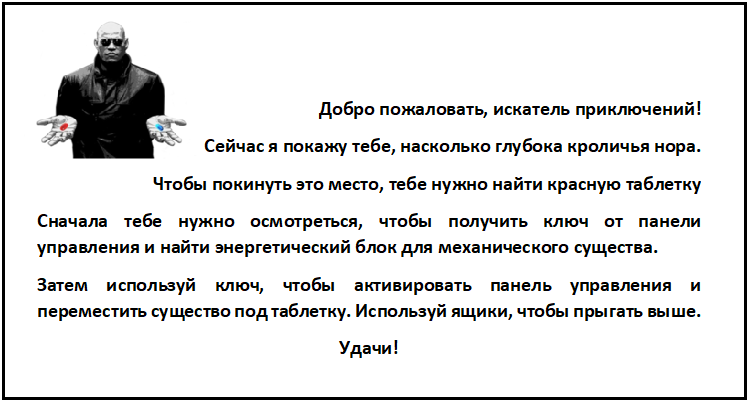 Добро пожаловать, искатель приключений!
Сейчас я покажу тебе, насколько глубока кроличья нора.
Чтобы покинуть это место, тебе нужно найти красную таблетку
Сначала тебе нужно осмотреться, чтобы получить ключ от панели
управления и найти энергетический блок для механического существа.
Затем используй ключ, чтобы активировать панель управления и
переместить существо под таблетку. Используй ящики, чтобы прыгать выше.
Удачи!